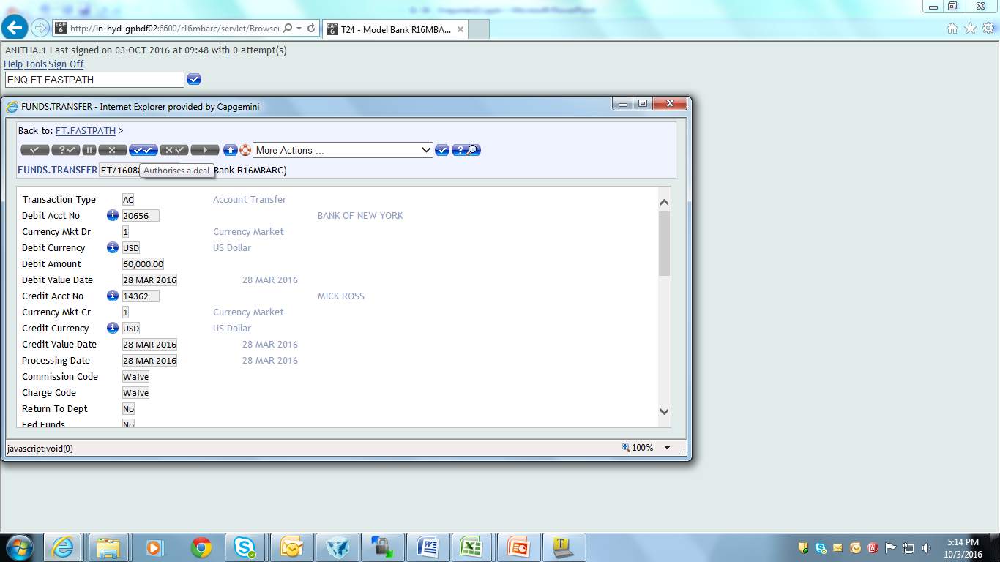 http://in-hyd-gpbdf02:6600/r16mbarc/servlet/Browser
T24 - Model Bank R16MBA...
ANITHA.1 Last signed on 03 OCT 2016 at 09:48 with 0 attempt(s)
Help Tools Sign Off
ENQ FT.FASTPATH
FUNDS.TRANSFER - Internet Explorer provided by Capgemini
Back to: FT.FASTPATH >
More Actions ...
FUNDS.TRANSFER FT/1608 Authorises a deal Bank R16MBARC)
Transaction Type AC Account Transfer
Debit Acct No 20656 BANK OF NEW YORK
Currency Mkt Dr 1 Currency Market
Debit Currency USD US Dollar
Debit Amount 60,000.00
Debit Value Date 28 MAR 2016 28 MAR 2016
Credit Acct No 14362 MICK ROSS
Currency Mkt Cr 1 Currency Market
Credit Currency USD US Dollar
Credit Value Date 28 MAR 2016 28 MAR 2016
Processing Date 28 MAR 2016 28 MAR 2016
Commission Code Waive
Charge Code Waive
Return To Dept No
Fed Funds No
javascript:void(0)
100%
5:14 PM
10/3/2016